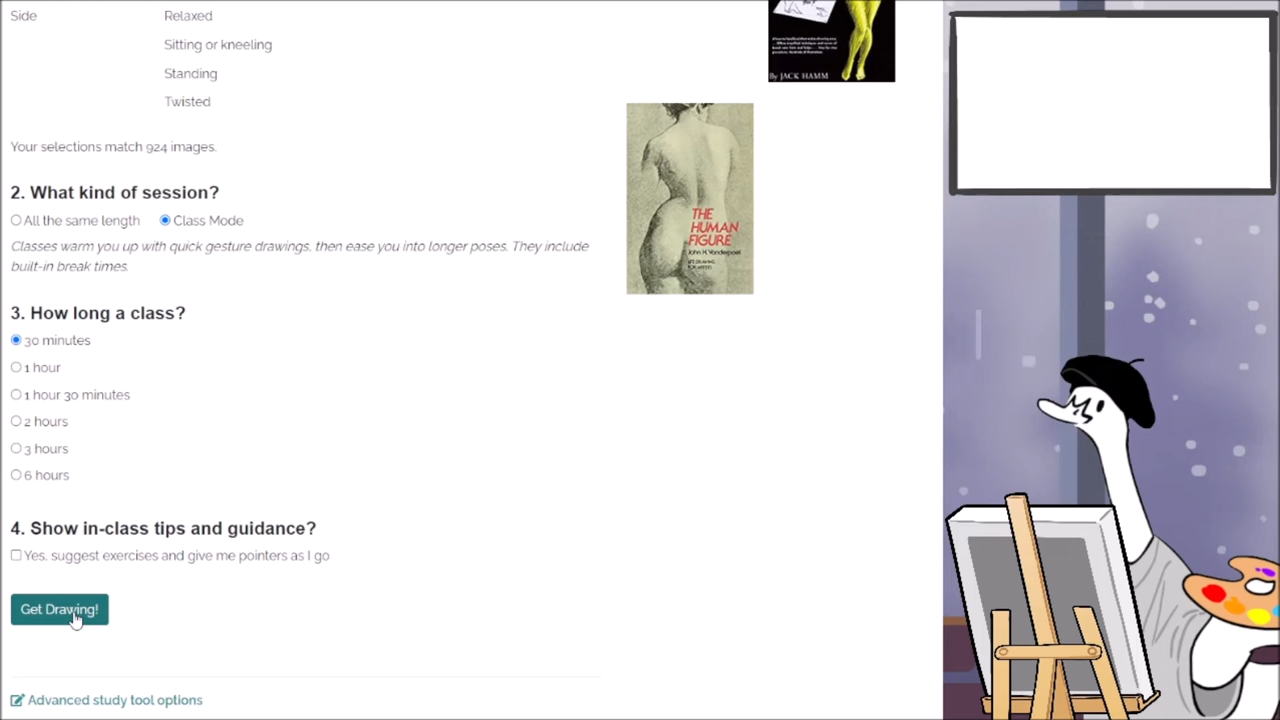 Side
Relaxed
Sitting or kneeling
Standing
Twisted
Your selections match 924 images.
2. What kind of session?
All the same length
Class Mode
Classes warm you up with quick gesture drawings, then ease you into longer poses. They include
built-in break times.
3. How long a class?
30 minutes
1 hour
1 hour 30 minutes
2 hours
3 hours
6 hours
4. Show in-class tips and guidance?
Yes, suggest exercises and give me pointers as I go
Get Drawing!
Advanced study tool options
By JACK HAMM
THE
HUMAN
FIGURE
John H. Vanderpoel
LIFE DRAWING
FOR ARTISTS